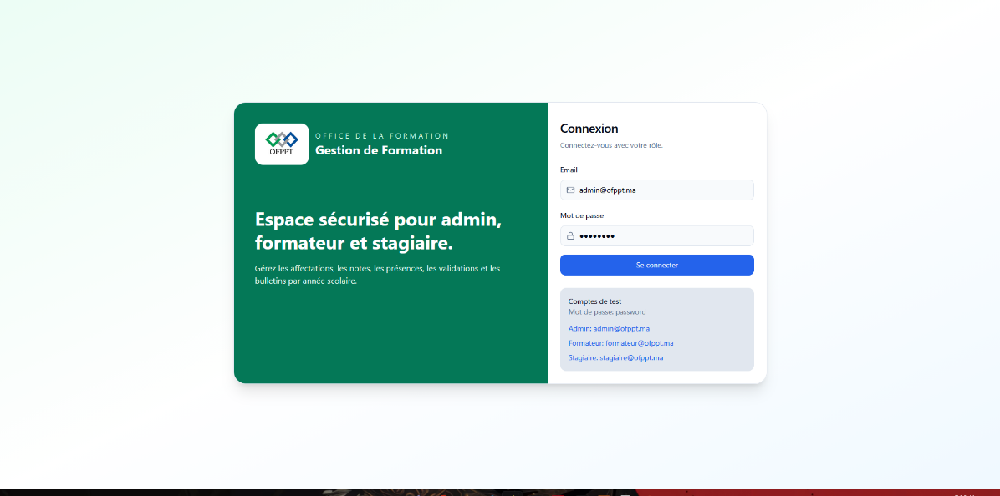 OFPPT
OFFICE DE LA FORMATION
Gestion de Formation
Espace sécurisé pour admin,
formateur et stagiaire.
Gérez les affectations, les notes, les présences, les validations et les
bulletins par année scolaire.
Connexion
Connectez-vous avec votre rôle.
Email
admin@ofppt.ma
Mot de passe
••••••••
Se connecter
Comptes de test
Mot de passe: password
Admin: admin@ofppt.ma
Formateur: formateur@ofppt.ma
Stagiaire: stagiaire@ofppt.ma